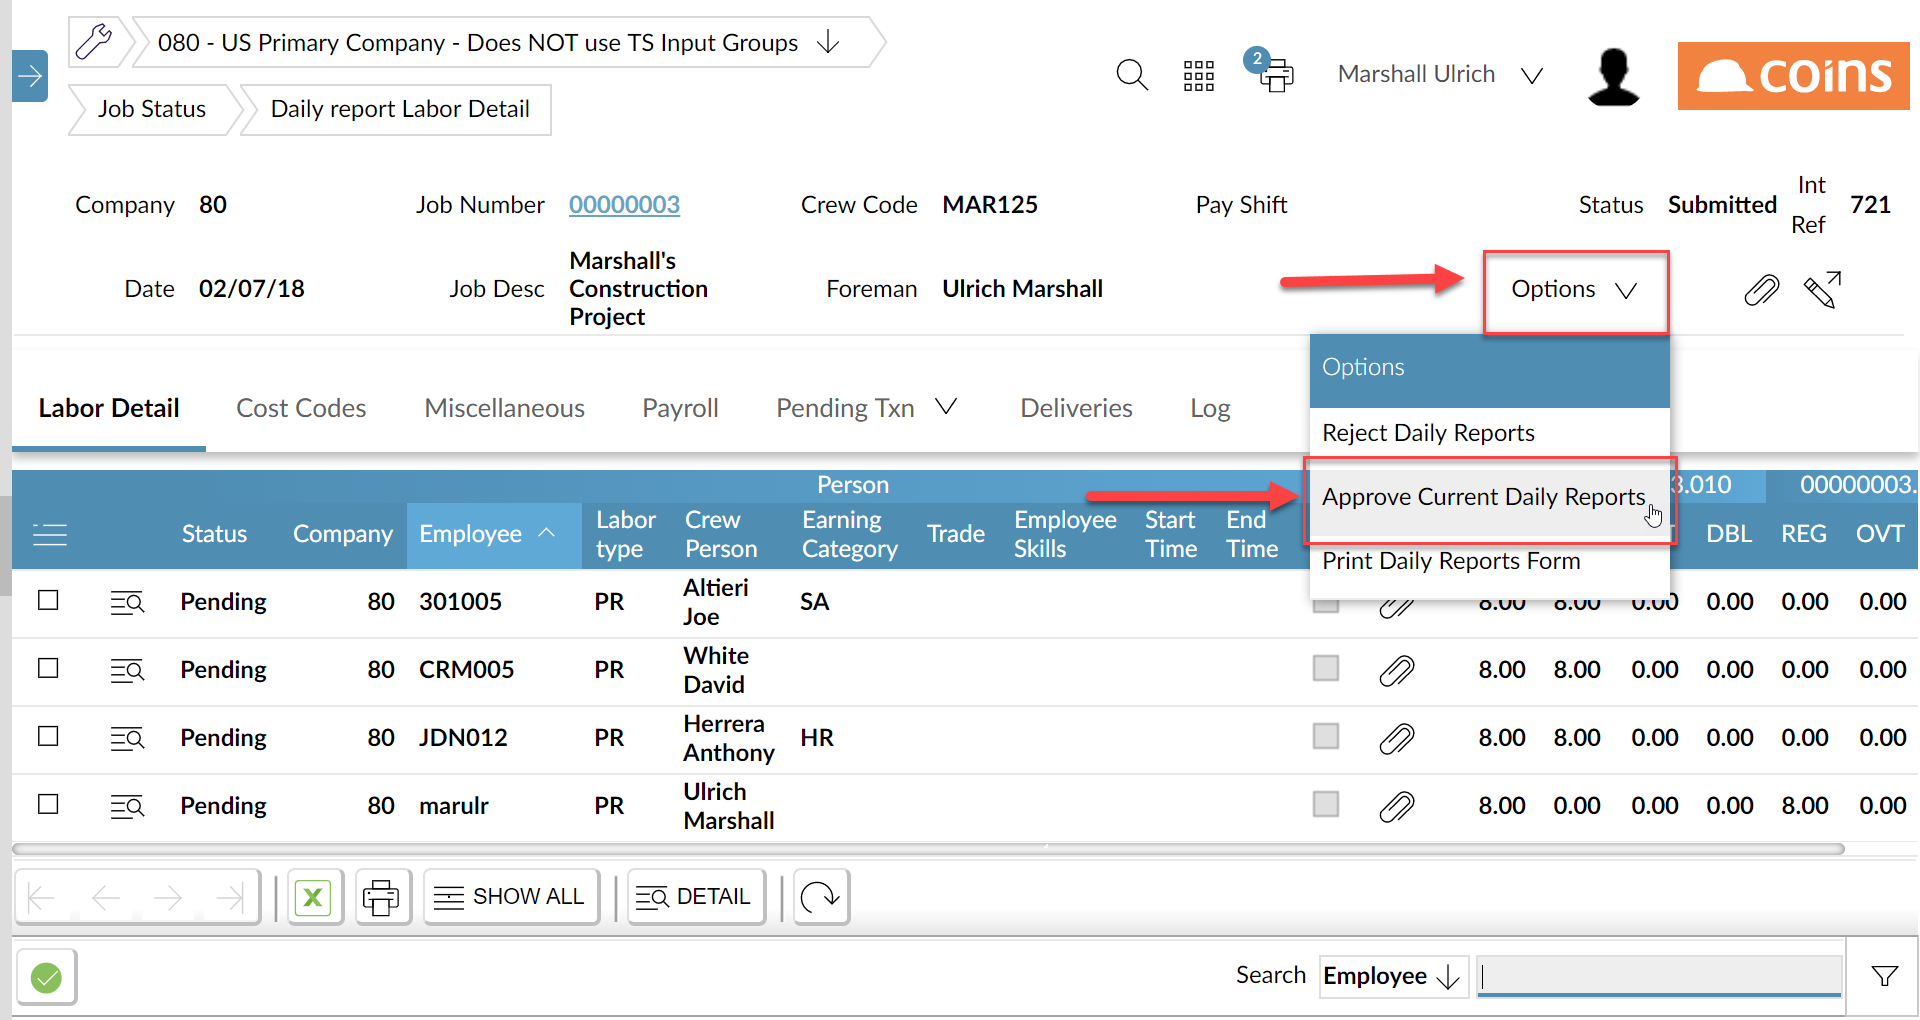 080 - US Primary Company - Does NOT use TS Input Groups
2
Marshall Ulrich
coins
Job Status
Daily report Labor Detail
Company 80
Job Number 00000003
Crew Code MAR125
Pay Shift
Status Submitted
Int Ref 721
Date 02/07/18
Job Desc Marshall's
Construction
Project
Foreman Ulrich Marshall
Options
Options
Reject Daily Reports
Approve Current Daily Reports
Print Daily Reports Form
Labor Detail Cost Codes Miscellaneous Payroll Pending Txn Deliveries Log
Person 3.010 00000003.
Status Company Employee Labor type Crew Person Earning Category Trade Employee Skills Start Time End Time DBL REG OVT
Pending 80 301005 PR Altieri Joe SA 8.00 8.00 0.00 0.00 0.00 0.00
Pending 80 CRM005 PR White David 8.00 8.00 0.00 0.00 0.00 0.00
Pending 80 JDN012 PR Herrera Anthony HR 8.00 8.00 0.00 0.00 0.00 0.00
Pending 80 marulr PR Ulrich Marshall 8.00 0.00 0.00 0.00 8.00 0.00
X SHOW ALL DETAIL
Search Employee